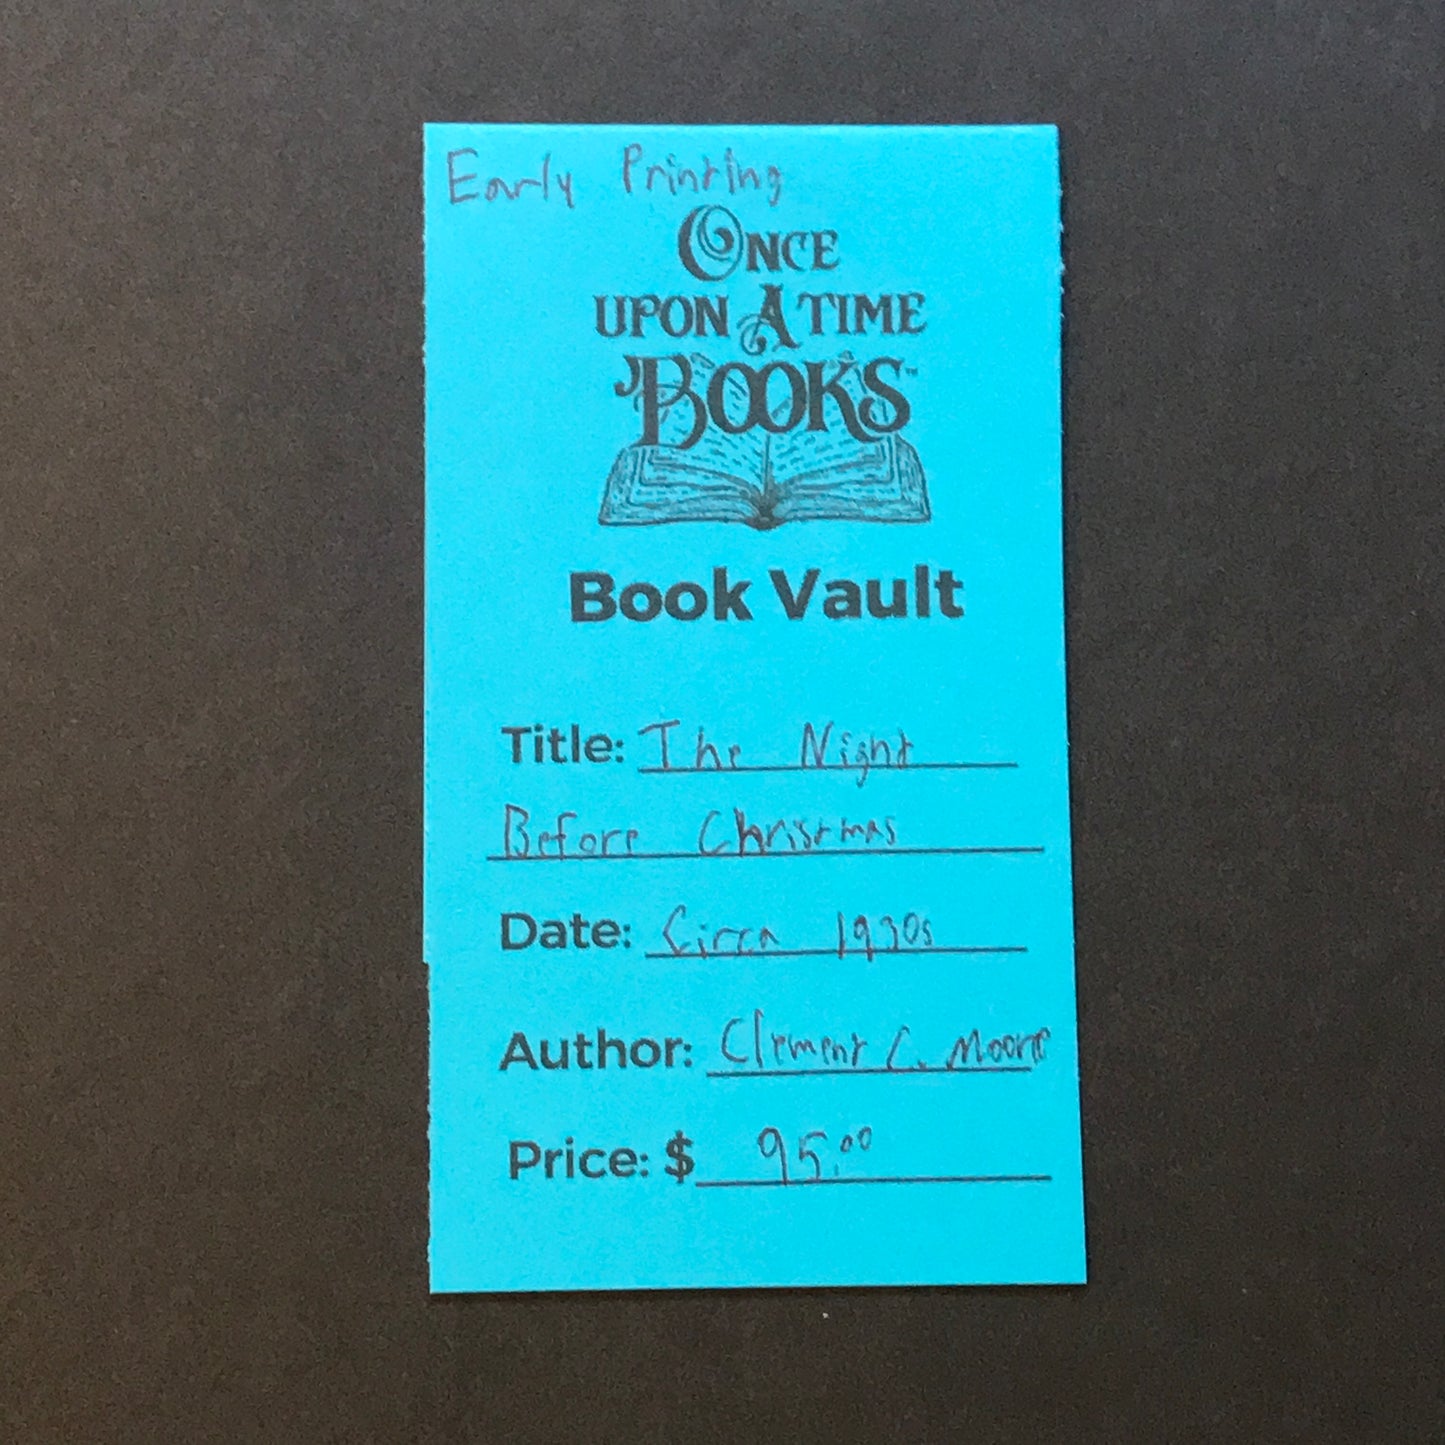 Early Printing
ONCE
UPON A TIME
BOOKS™
Book Vault
Title: The Night
Before Christmas
Date: Circa 1930s
Author: Clement C. Moore
Price: $ 95.00